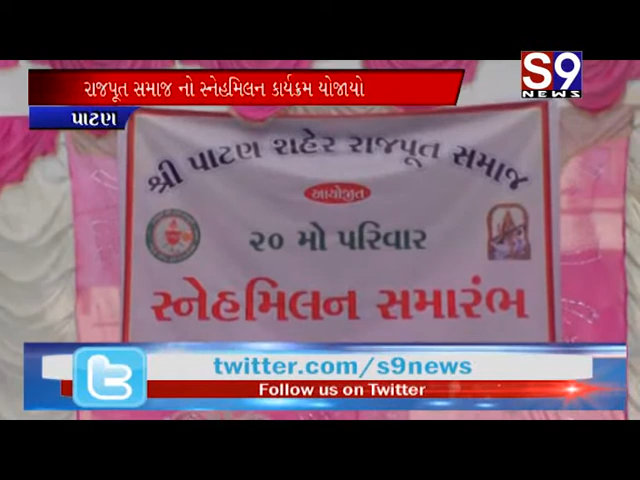 S9
NEWS
રાજપૂત સમાજ નો સ્નેહમિલન કાર્યક્રમ યોજાયો
પાટણ
શ્રી પાટણ શહેર રાજપૂત સમાજ
આયોજીત
૨૦ મો પરિવાર
સ્નેહમિલન સમારંભ
twitter.com/s9news
Follow us on Twitter